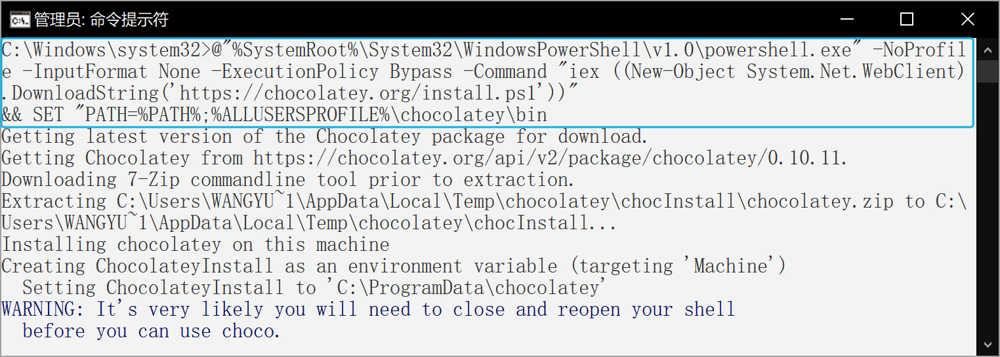 管理员: 命令提示符
C:\Windows\system32>@"%SystemRoot%\System32\WindowsPowerShell\v1.0\powershell.exe" -NoProfil
e -InputFormat None -ExecutionPolicy Bypass -Command "iex ((New-Object System.Net.WebClient)
.DownloadString('https://chocolatey.org/install.ps1'))"
&& SET "PATH=%PATH%;%ALLUSERSPROFILE%\chocolatey\bin
Getting latest version of the Chocolatey package for download.
Getting Chocolatey from https://chocolatey.org/api/v2/package/chocolatey/0.10.11.
Downloading 7-Zip commandline tool prior to extraction.
Extracting C:\Users\WANGYU~1\AppData\Local\Temp\chocolatey\chocInstall\chocolatey.zip to C:\
Users\WANGYU~1\AppData\Local\Temp\chocolatey\chocInstall...
Installing chocolatey on this machine
Creating ChocolateyInstall as an environment variable (targeting 'Machine')
  Setting ChocolateyInstall to 'C:\ProgramData\chocolatey'
WARNING: It's very likely you will need to close and reopen your shell
  before you can use choco.